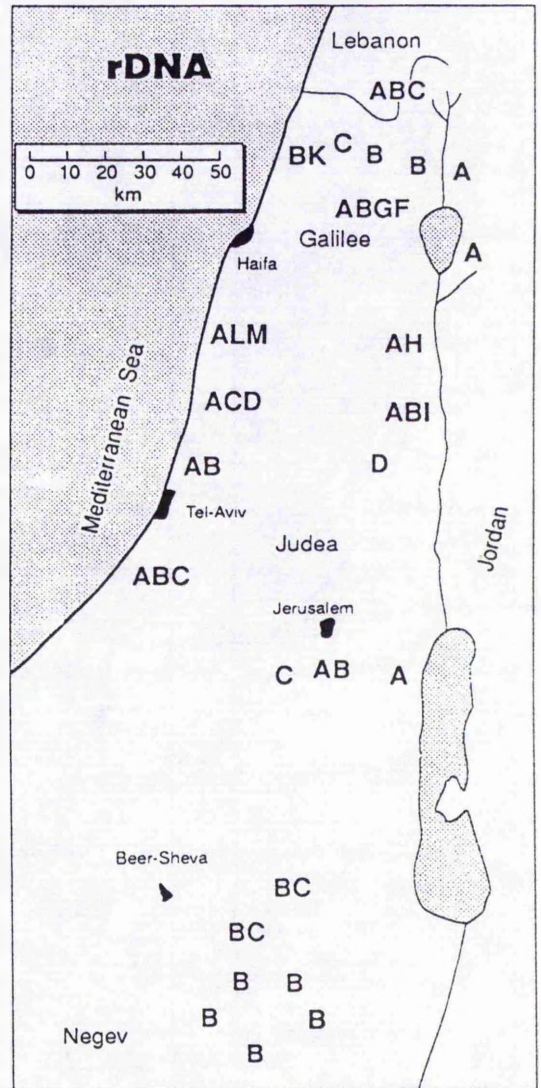 Lebanon
rDNA
ABC
0 10 20 30 40 50
km
BK C B B A
ABGF
Galilee
Haifa
A
ALM
AH
Mediterranean Sea
ACD
ABI
AB
D
Tel-Aviv
Jordan
Judea
ABC
Jerusalem
C AB A
Beer-Sheva
BC
BC
B B
B B
Negev
B